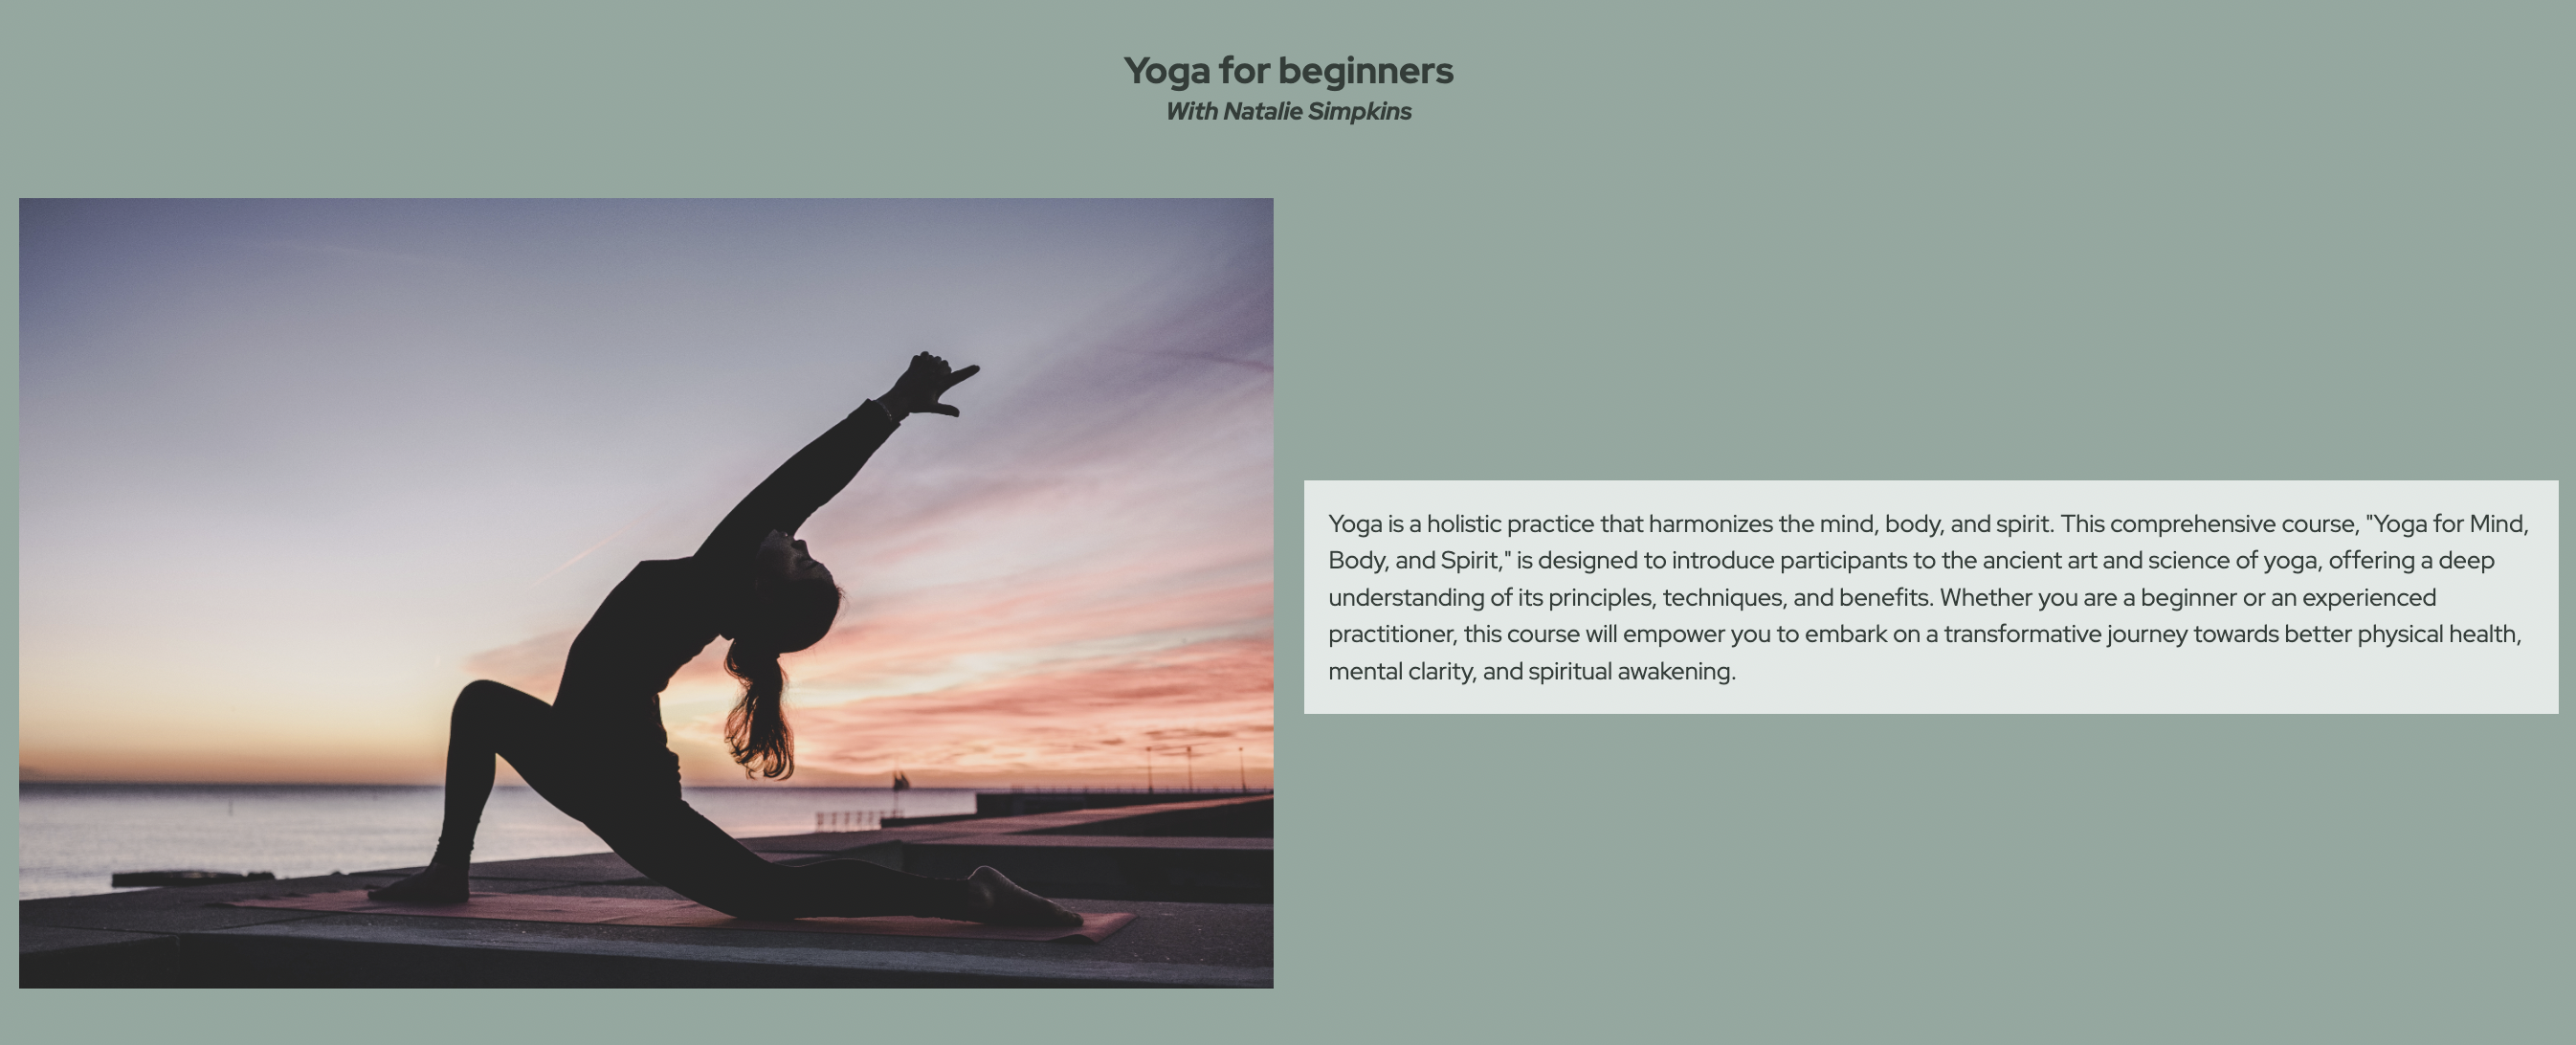 Yoga for beginners
With Natalie Simpkins
Yoga is a holistic practice that harmonizes the mind, body, and spirit. This comprehensive course, "Yoga for Mind,
Body, and Spirit," is designed to introduce participants to the ancient art and science of yoga, offering a deep
understanding of its principles, techniques, and benefits. Whether you are a beginner or an experienced
practitioner, this course will empower you to embark on a transformative journey towards better physical health,
mental clarity, and spiritual awakening.